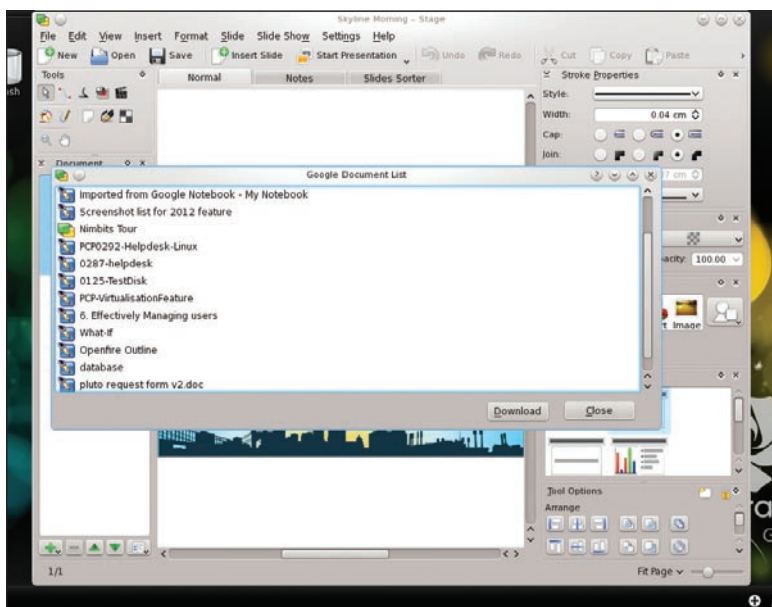 Skyline Morning - Stage
File Edit View Insert Format Slide Slide Show Settings Help
New Open Save Insert Slide Start Presentation Undo Redo Cut Copy Paste
Tools
Normal Notes Slides Sorter
Stroke Properties
Style:
Width: 0.04 cm
Cap:
Join:
Document
Google Document List
Imported from Google Notebook - My Notebook
Screenshot list for 2012 feature
Nimbits Tour
PCP0292-Helpdesk-Linux
0287-helpdesk
0125-TestDisk
PCP-VirtualisationFeature
6. Effectively Managing users
What-If
Openfire Outline
database
pluto request form v2.doc
Download Close
cm
acity: 100.00
Image
Tool Options
Arrange
1/1
Fit Page